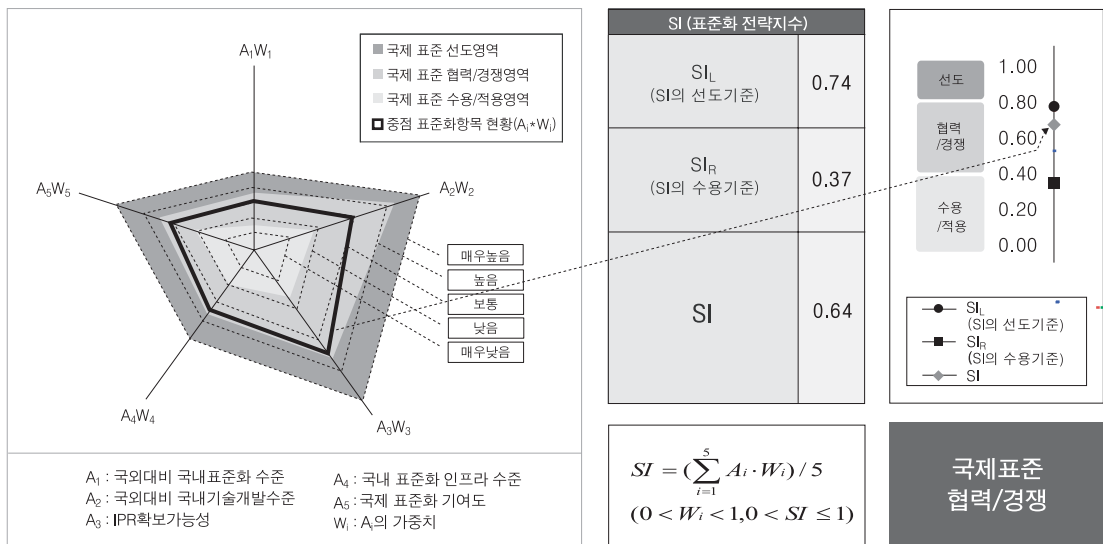 A₁W₁
A₂W₂
A₃W₃
A₄W₄
A₅W₅
국제 표준 선도영역
국제 표준 협력/경쟁영역
국제 표준 수용/적용영역
중점 표준화항목 현황(Aᵢ*Wᵢ)
매우높음
높음
보통
낮음
매우낮음
A₁ : 국외대비 국내표준화 수준
A₂ : 국외대비 국내기술개발수준
A₃ : IPR확보가능성
A₄ : 국내 표준화 인프라 수준
A₅ : 국제 표준화 기여도
Wᵢ : Aᵢ의 가중치
SI (표준화 전략지수)
SI_L
(SI의 선도기준)
0.74
SI_R
(SI의 수용기준)
0.37
SI
0.64
SI = (∑ᵢ₌₁⁵ Aᵢ · Wᵢ) / 5
(0 < Wᵢ < 1,0 < SI ≤ 1)
선도
협력
/경쟁
수용
/적용
1.00
0.80
0.60
0.40
0.20
0.00
SI_L
(SI의 선도기준)
SI_R
(SI의 수용기준)
SI
국제표준
협력/경쟁